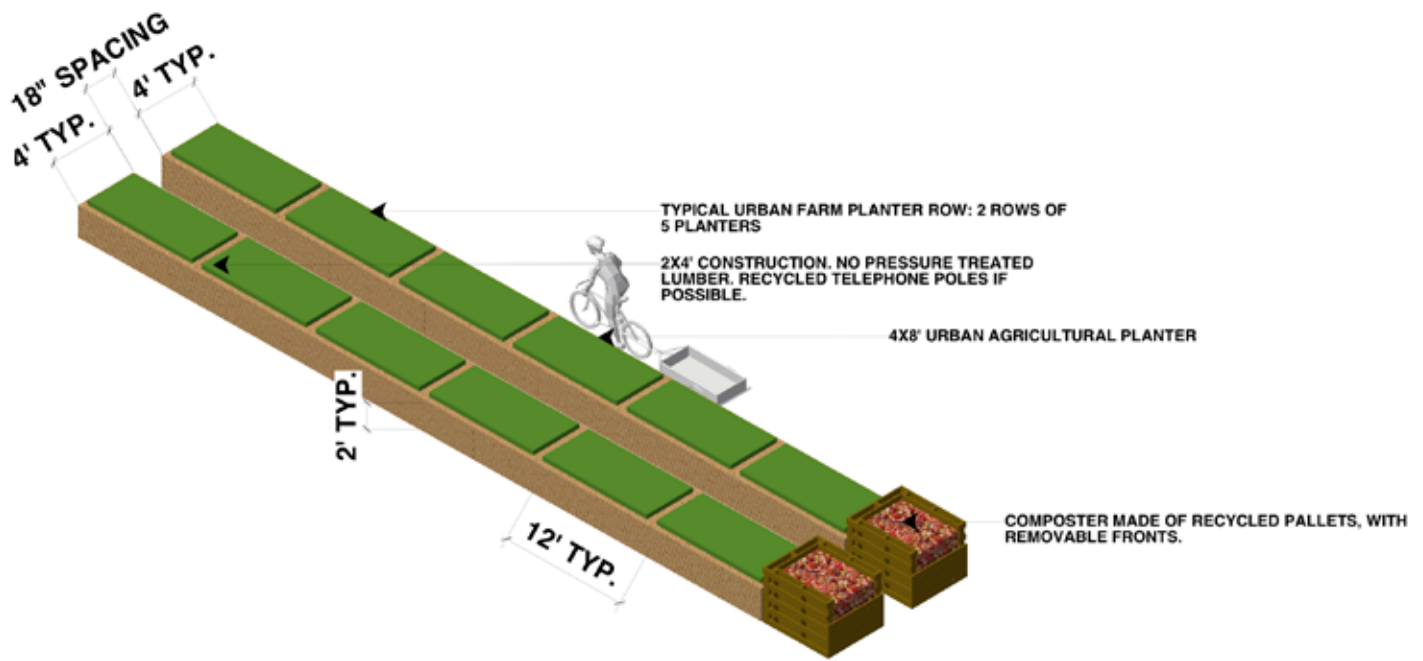 18" SPACING
4' TYP.
4' TYP.
TYPICAL URBAN FARM PLANTER ROW: 2 ROWS OF
5 PLANTERS
2X4' CONSTRUCTION. NO PRESSURE TREATED
LUMBER. RECYCLED TELEPHONE POLES IF
POSSIBLE.
4X8' URBAN AGRICULTURAL PLANTER
2' TYP.
12' TYP.
COMPOSTER MADE OF RECYCLED PALLETS, WITH
REMOVABLE FRONTS.